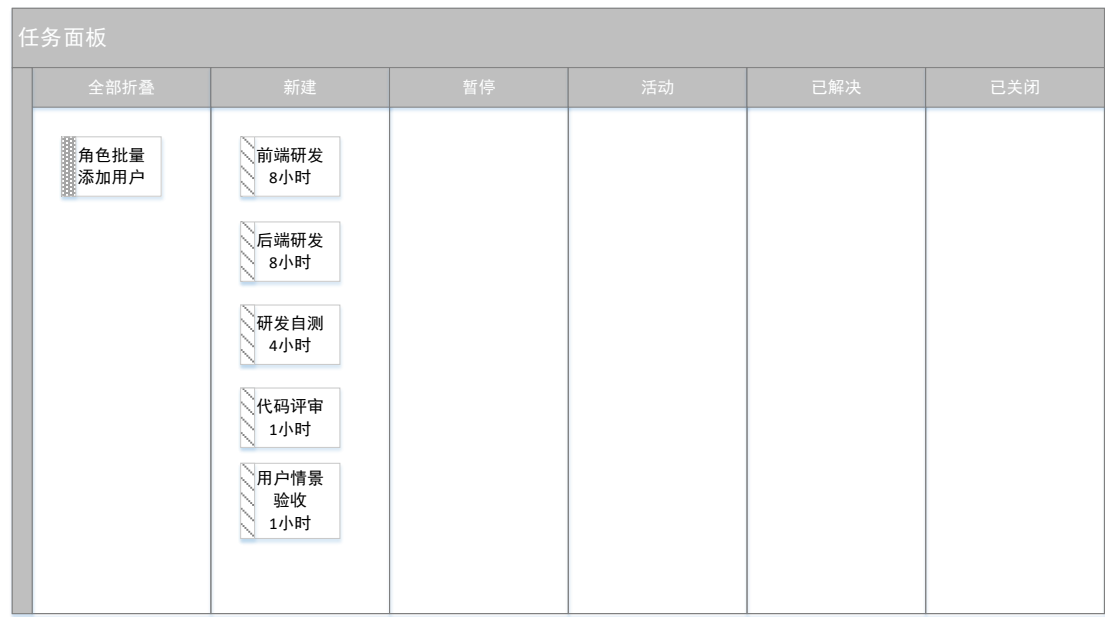 任务面板
全部折叠
新建
暂停
活动
已解决
已关闭
角色批量
添加用户
前端研发
8小时
后端研发
8小时
研发自测
4小时
代码评审
1小时
用户情景
验收
1小时